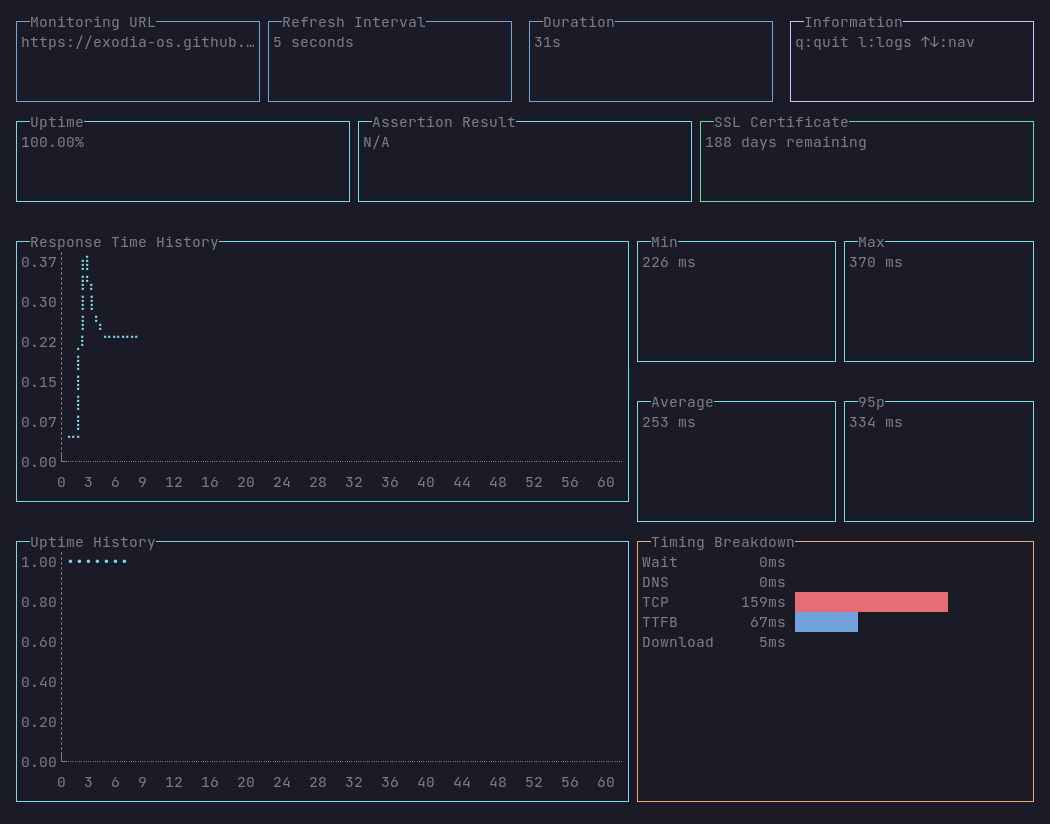 Monitoring URL
https://exodia-os.github.…
Refresh Interval
5 seconds
Duration
31s
Information
q:quit l:logs ↑↓:nav
Uptime
100.00%
Assertion Result
N/A
SSL Certificate
188 days remaining
Response Time History
0.37
0.30
0.22
0.15
0.07
0.00
0 3 6 9 12 16 20 24 28 32 36 40 44 48 52 56 60
Min
226 ms
Max
370 ms
Average
253 ms
95p
334 ms
Uptime History
1.00
0.80
0.60
0.40
0.20
0.00
0 3 6 9 12 16 20 24 28 32 36 40 44 48 52 56 60
Timing Breakdown
Wait 0ms
DNS 0ms
TCP 159ms
TTFB 67ms
Download 5ms